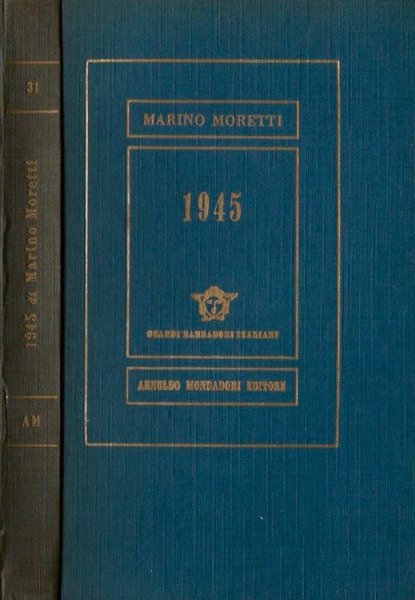 31
1945 di Marino Moretti
AM
MARINO MORETTI
1945
GRANDI NARRATORI ITALIANI
ARNOLDO MONDADORI EDITORE